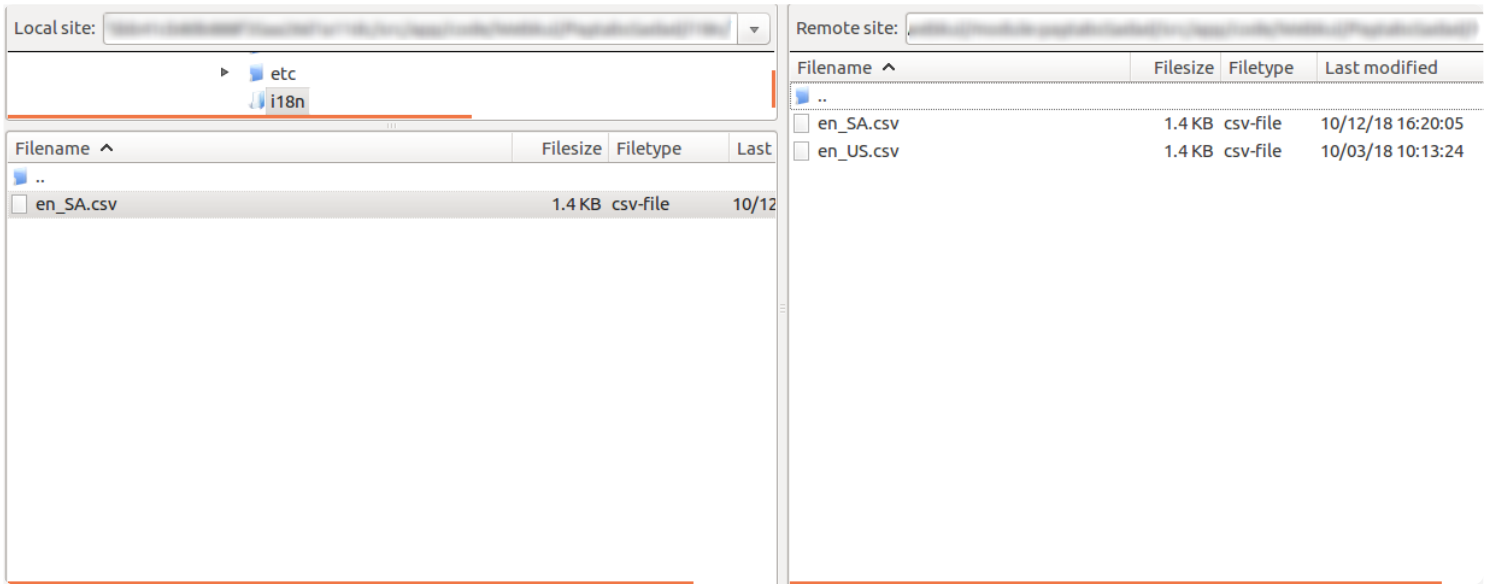 Local site:
etc
i18n
Filename Filesize Filetype Last
..
en_SA.csv 1.4 KB csv-file 10/12
Remote site:
Filename Filesize Filetype Last modified
..
en_SA.csv 1.4 KB csv-file 10/12/18 16:20:05
en_US.csv 1.4 KB csv-file 10/03/18 10:13:24